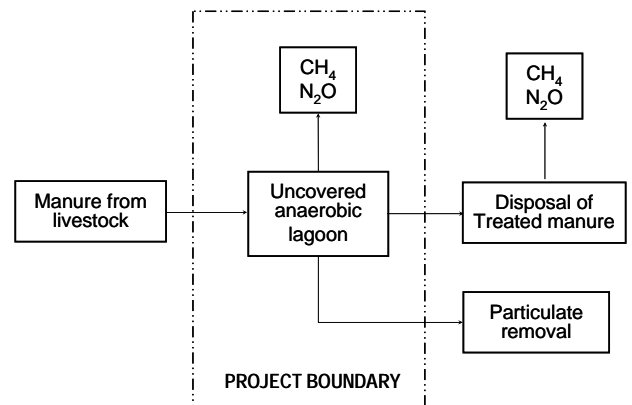 CH₄
N₂O
CH₄
N₂O
Manure from
livestock
Uncovered
anaerobic
lagoon
Disposal of
Treated manure
Particulate
removal
PROJECT BOUNDARY